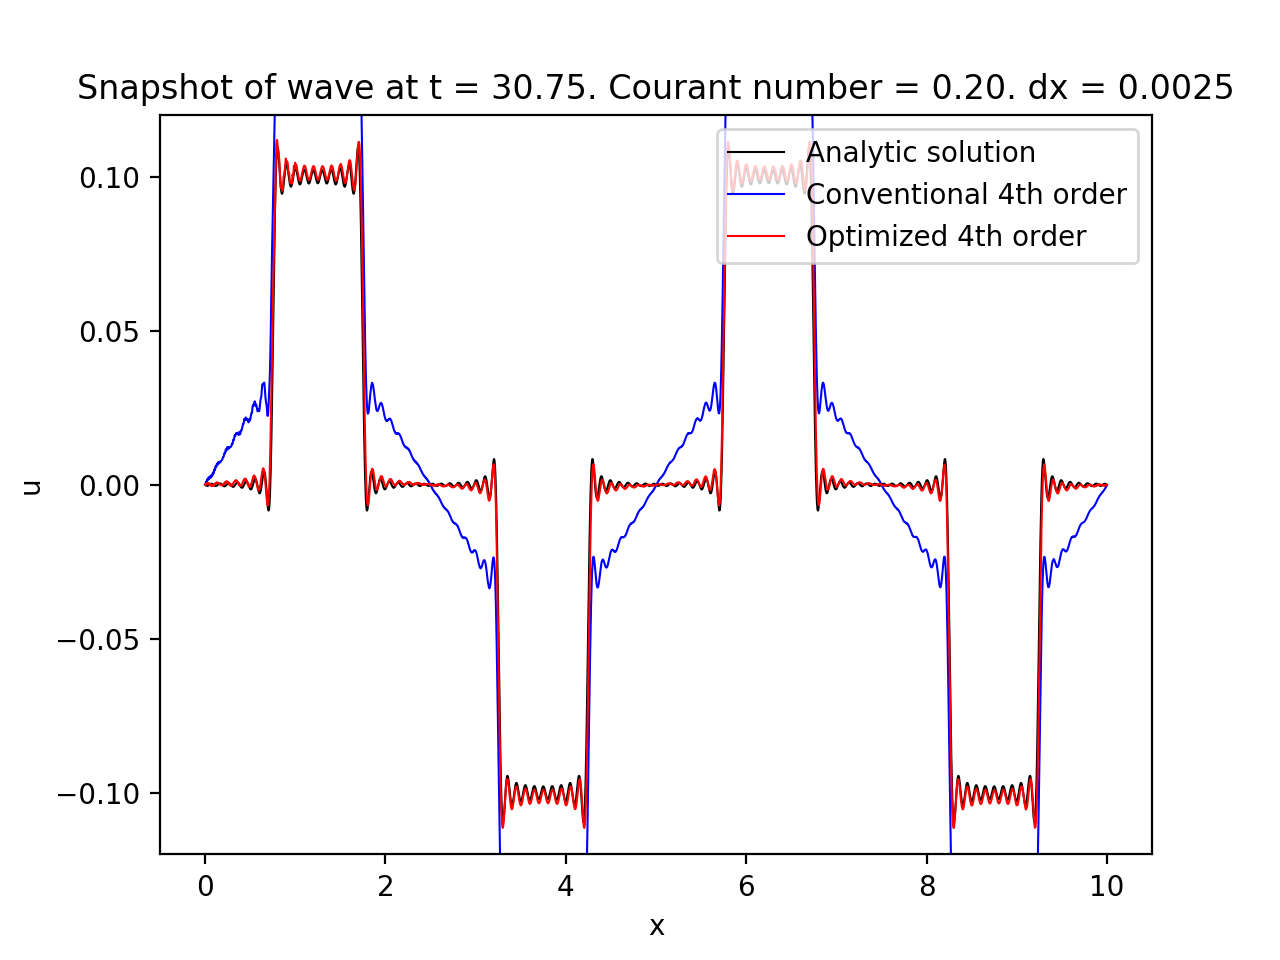 Snapshot of wave at t = 30.75. Courant number = 0.20. dx = 0.0025
Analytic solution
Conventional 4th order
Optimized 4th order
0.10
0.05
0.00
−0.05
−0.10
u
0 2 4 6 8 10
x